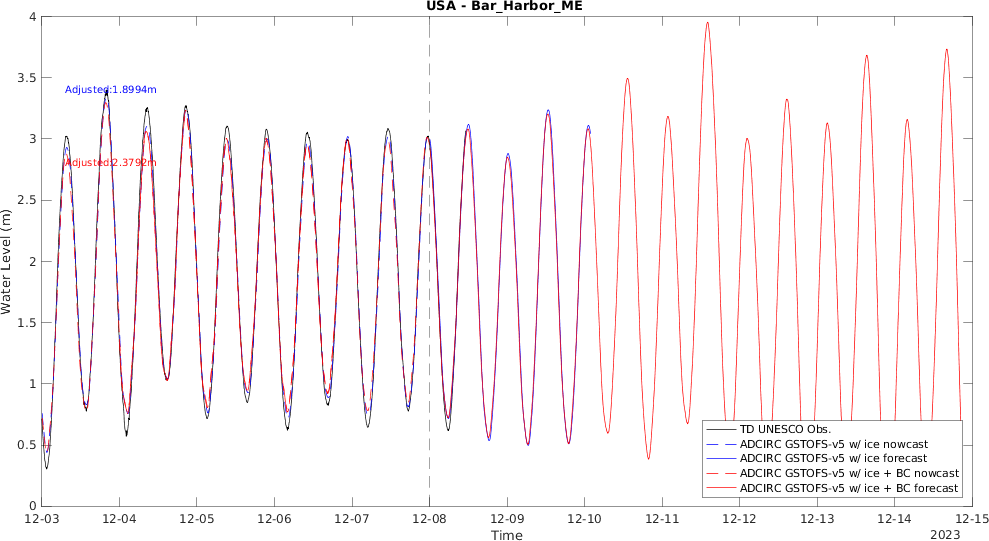 USA - Bar_Harbor_ME
4
3.5
3
2.5
2
1.5
1
0.5
0
Water Level (m)
Adjusted:1.8994m
Adjusted:2.3792m
TD UNESCO Obs.
ADCIRC GSTOFS-v5 w/ ice nowcast
ADCIRC GSTOFS-v5 w/ ice forecast
ADCIRC GSTOFS-v5 w/ ice + BC nowcast
ADCIRC GSTOFS-v5 w/ ice + BC forecast
12-03 12-04 12-05 12-06 12-07 12-08 12-09 12-10 12-11 12-12 12-13 12-14 12-15
Time
2023